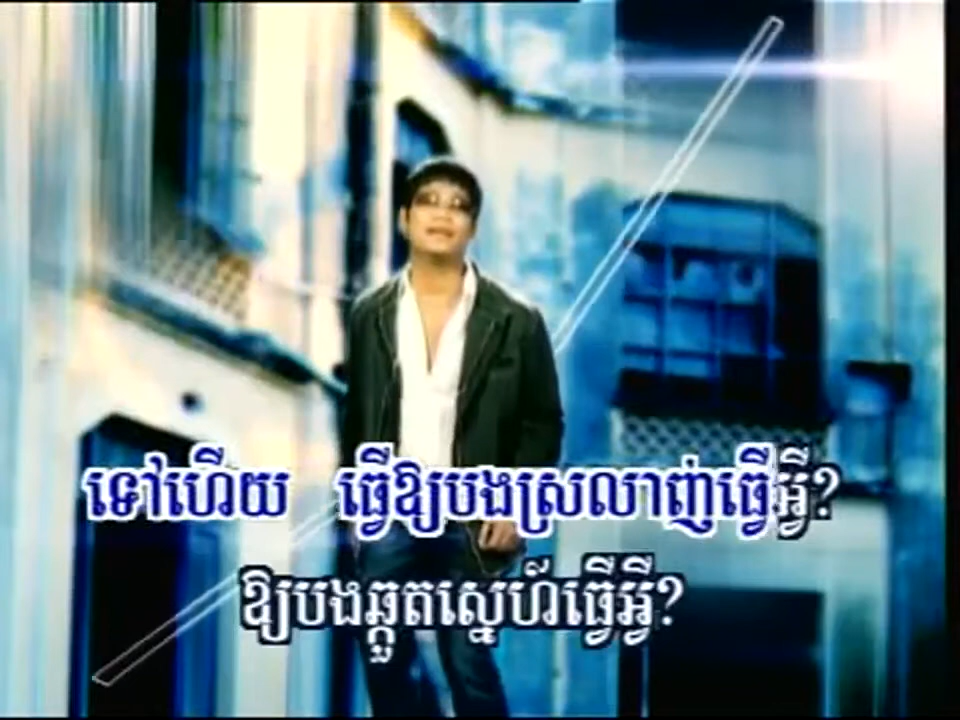 ទៅហើយ ធ្វើឱ្យបងស្រលាញ់ធ្វើអ្វី?
ឱ្យបងឆ្កួតស្នេហ៍ធ្វើអ្វី?